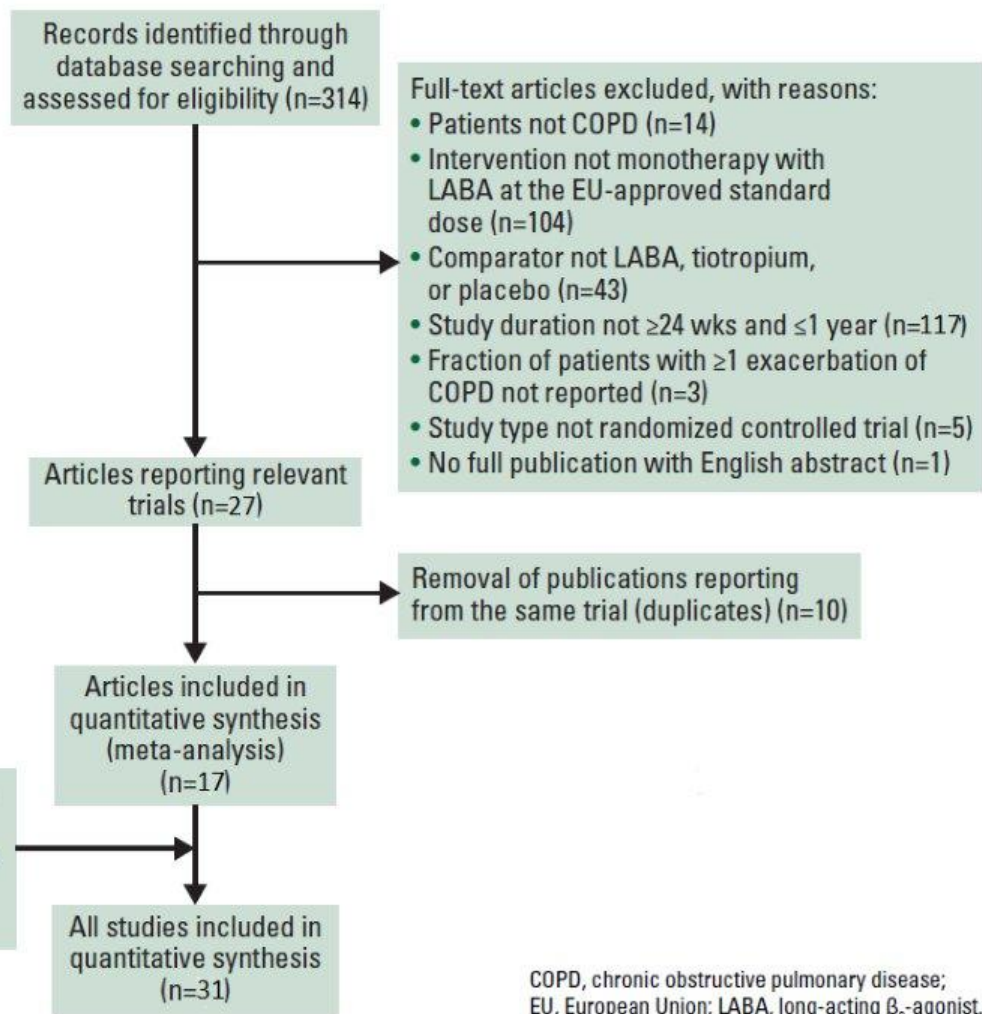 Records identified through
database searching and
assessed for eligibility (n=314)
Full-text articles excluded, with reasons:
• Patients not COPD (n=14)
• Intervention not monotherapy with
LABA at the EU-approved standard
dose (n=104)
• Comparator not LABA, tiotropium,
or placebo (n=43)
• Study duration not ≥24 wks and ≤1 year (n=117)
• Fraction of patients with ≥1 exacerbation of
COPD not reported (n=3)
• Study type not randomized controlled trial (n=5)
• No full publication with English abstract (n=1)
Articles reporting relevant
trials (n=27)
Removal of publications reporting
from the same trial (duplicates) (n=10)
Articles included in
quantitative synthesis
(meta-analysis)
(n=17)
All studies included in
quantitative synthesis
(n=31)
COPD, chronic obstructive pulmonary disease;
EU, European Union; LABA, long-acting β₂-agonist.